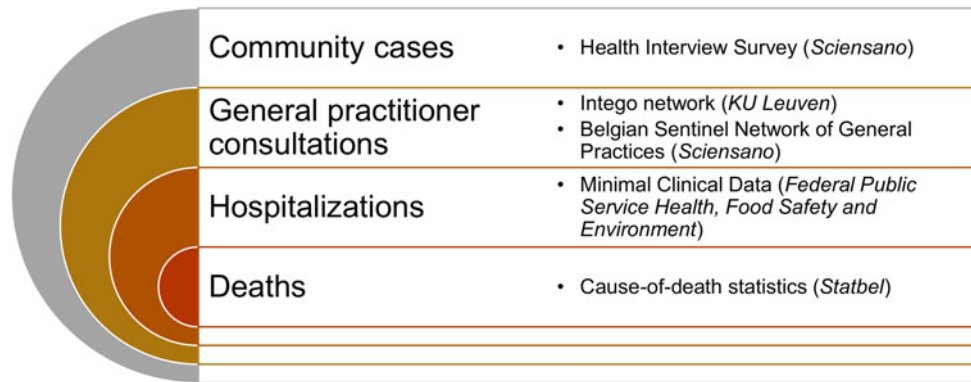 Community cases
• Health Interview Survey (Sciensano)
General practitioner
consultations
• Intego network (KU Leuven)
• Belgian Sentinel Network of General
Practices (Sciensano)
Hospitalizations
• Minimal Clinical Data (Federal Public
Service Health, Food Safety and
Environment)
Deaths
• Cause-of-death statistics (Statbel)